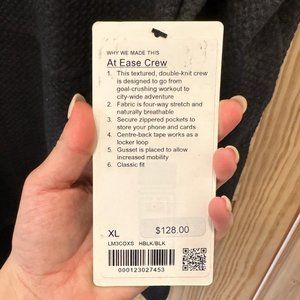 WHY WE MADE THIS
At Ease Crew
1. This textured, double-knit crew
is designed to go from
goal-crushing workout to
city-wide adventure
2. Fabric is four-way stretch and
naturally breathable
3. Secure zippered pockets to
store your phone and cards
4. Centre-back tape works as a
locker loop
5. Gusset is placed to allow
increased mobility
6. Classic fit
XL
$128.00
LM3COXS HBLK/BLK
000123027453